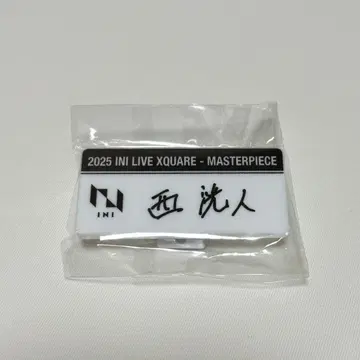 2025 INI LIVE XQUARE - MASTERPIECE
INI
西 洸人